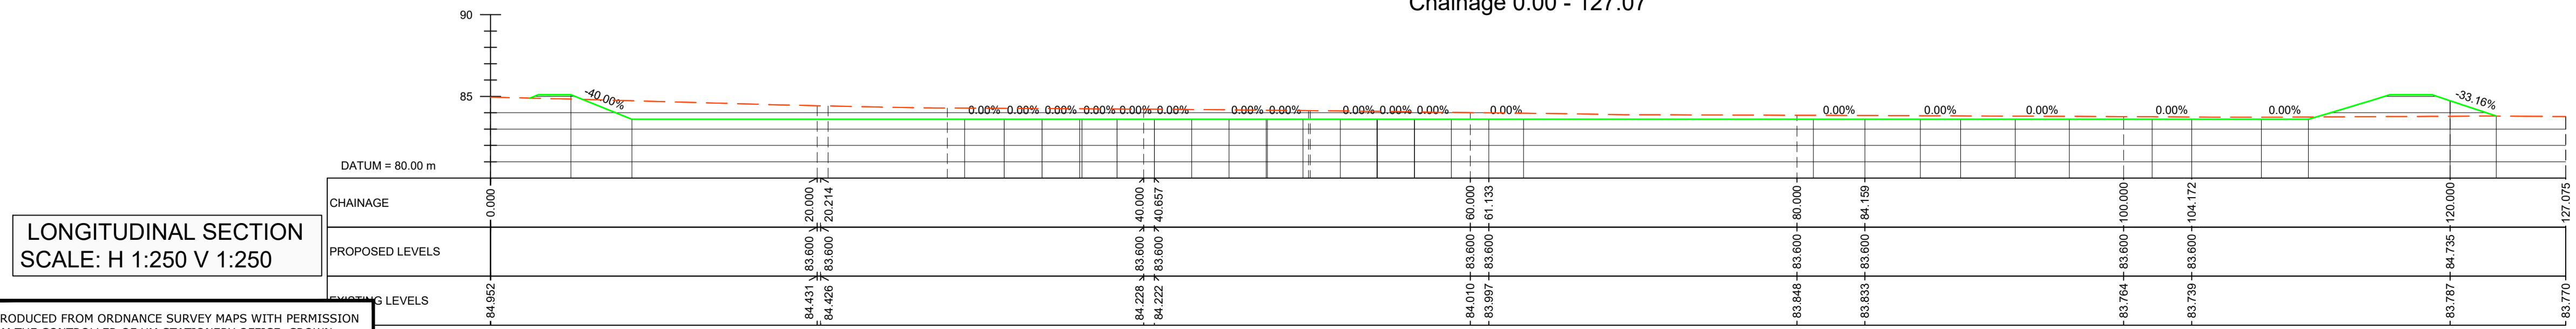 Chainage 0.00 - 127.07
90
85
-40.00%
0.00% 0.00% 0.00% 0.00% 0.00% 0.00% 0.00% 0.00% 0.00% 0.00% 0.00% 0.00% 0.00% 0.00% 0.00% 0.00% 0.00%
-33.16%
DATUM = 80.00 m
CHAINAGE 0.000 20.000 20.214 40.000 40.657 60.000 61.133 80.000 84.159 100.000 104.172 120.000 127.075
LONGITUDINAL SECTION
SCALE: H 1:250 V 1:250
PROPOSED LEVELS 83.600 83.600 83.600 83.600 83.600 83.600 83.600 83.600 83.600 83.600 84.735
EXISTING LEVELS 84.952 84.431 84.426 84.228 84.222 84.010 83.997 83.848 83.833 83.764 83.739 83.787 83.770
RODUCED FROM ORDNANCE SURVEY MAPS WITH PERMISSION